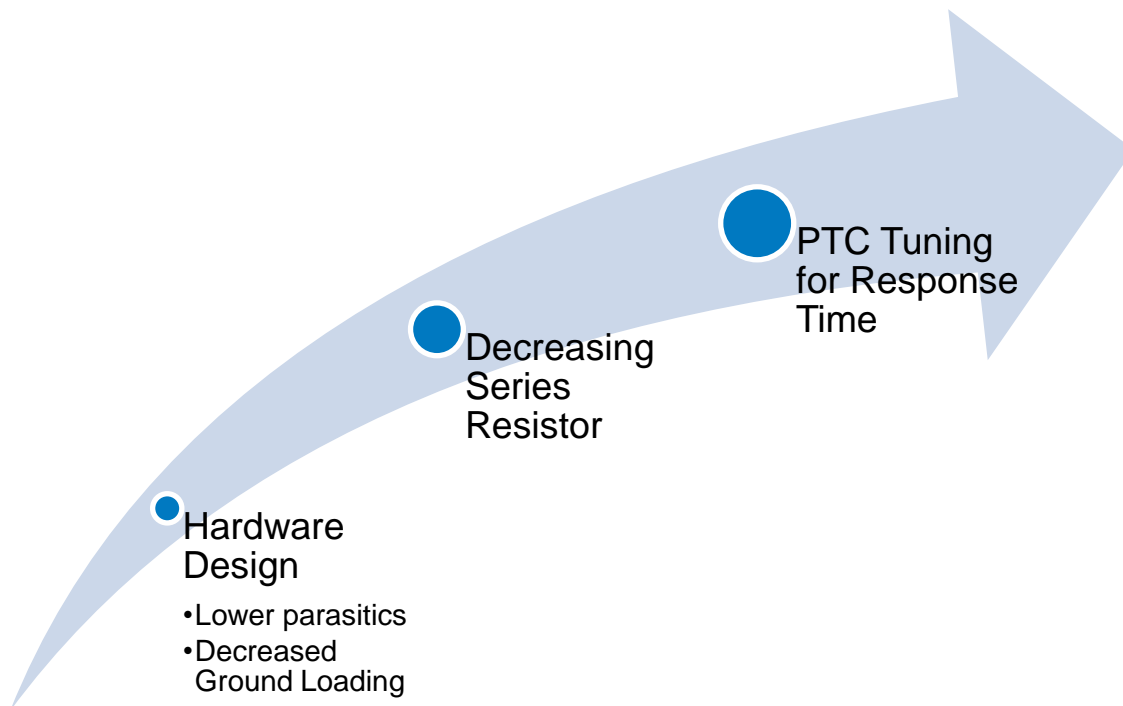 Hardware
Design
•Lower parasitics
•Decreased
Ground Loading
Decreasing
Series
Resistor
PTC Tuning
for Response
Time